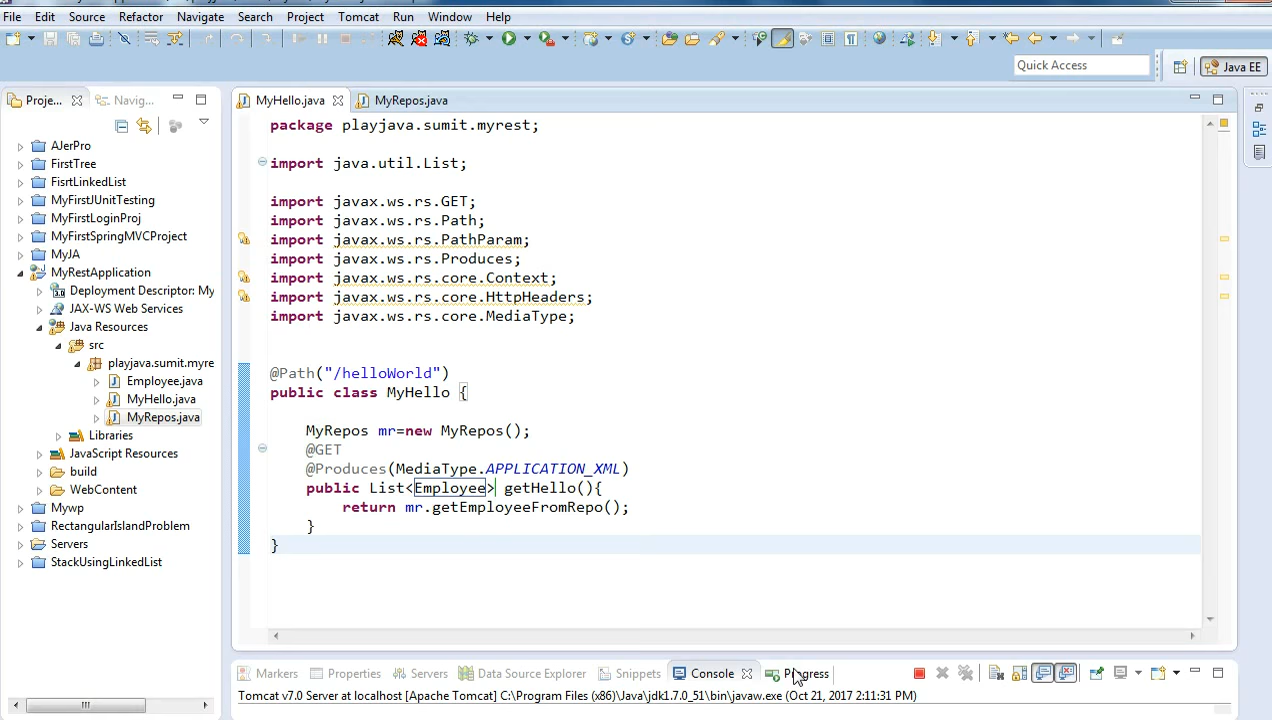 File Edit Source Refactor Navigate Search Project Tomcat Run Window Help
Quick Access
Java EE
Proje...
Navig...
MyHello.java
MyRepos.java
AJerPro
FirstTree
FisrtLinkedList
MyFirstJUnitTesting
MyFirstLoginProj
MyFirstSpringMVCProject
MyJA
MyRestApplication
Deployment Descriptor: My
JAX-WS Web Services
Java Resources
src
playjava.sumit.myre
Employee.java
MyHello.java
MyRepos.java
Libraries
JavaScript Resources
build
WebContent
Mywp
RectangularIslandProblem
Servers
StackUsingLinkedList
package playjava.sumit.myrest;
import java.util.List;
import javax.ws.rs.GET;
import javax.ws.rs.Path;
import javax.ws.rs.PathParam;
import javax.ws.rs.Produces;
import javax.ws.rs.core.Context;
import javax.ws.rs.core.HttpHeaders;
import javax.ws.rs.core.MediaType;
@Path("/helloWorld")
public class MyHello {
MyRepos mr=new MyRepos();
@GET
@Produces(MediaType.APPLICATION_XML)
public List<Employee> getHello(){
return mr.getEmployeeFromRepo();
}
}
Markers Properties Servers Data Source Explorer Snippets Console Progress
Tomcat v7.0 Server at localhost [Apache Tomcat] C:\Program Files (x86)\Java\jdk1.7.0_51\bin\javaw.exe (Oct 21, 2017 2:11:31 PM)